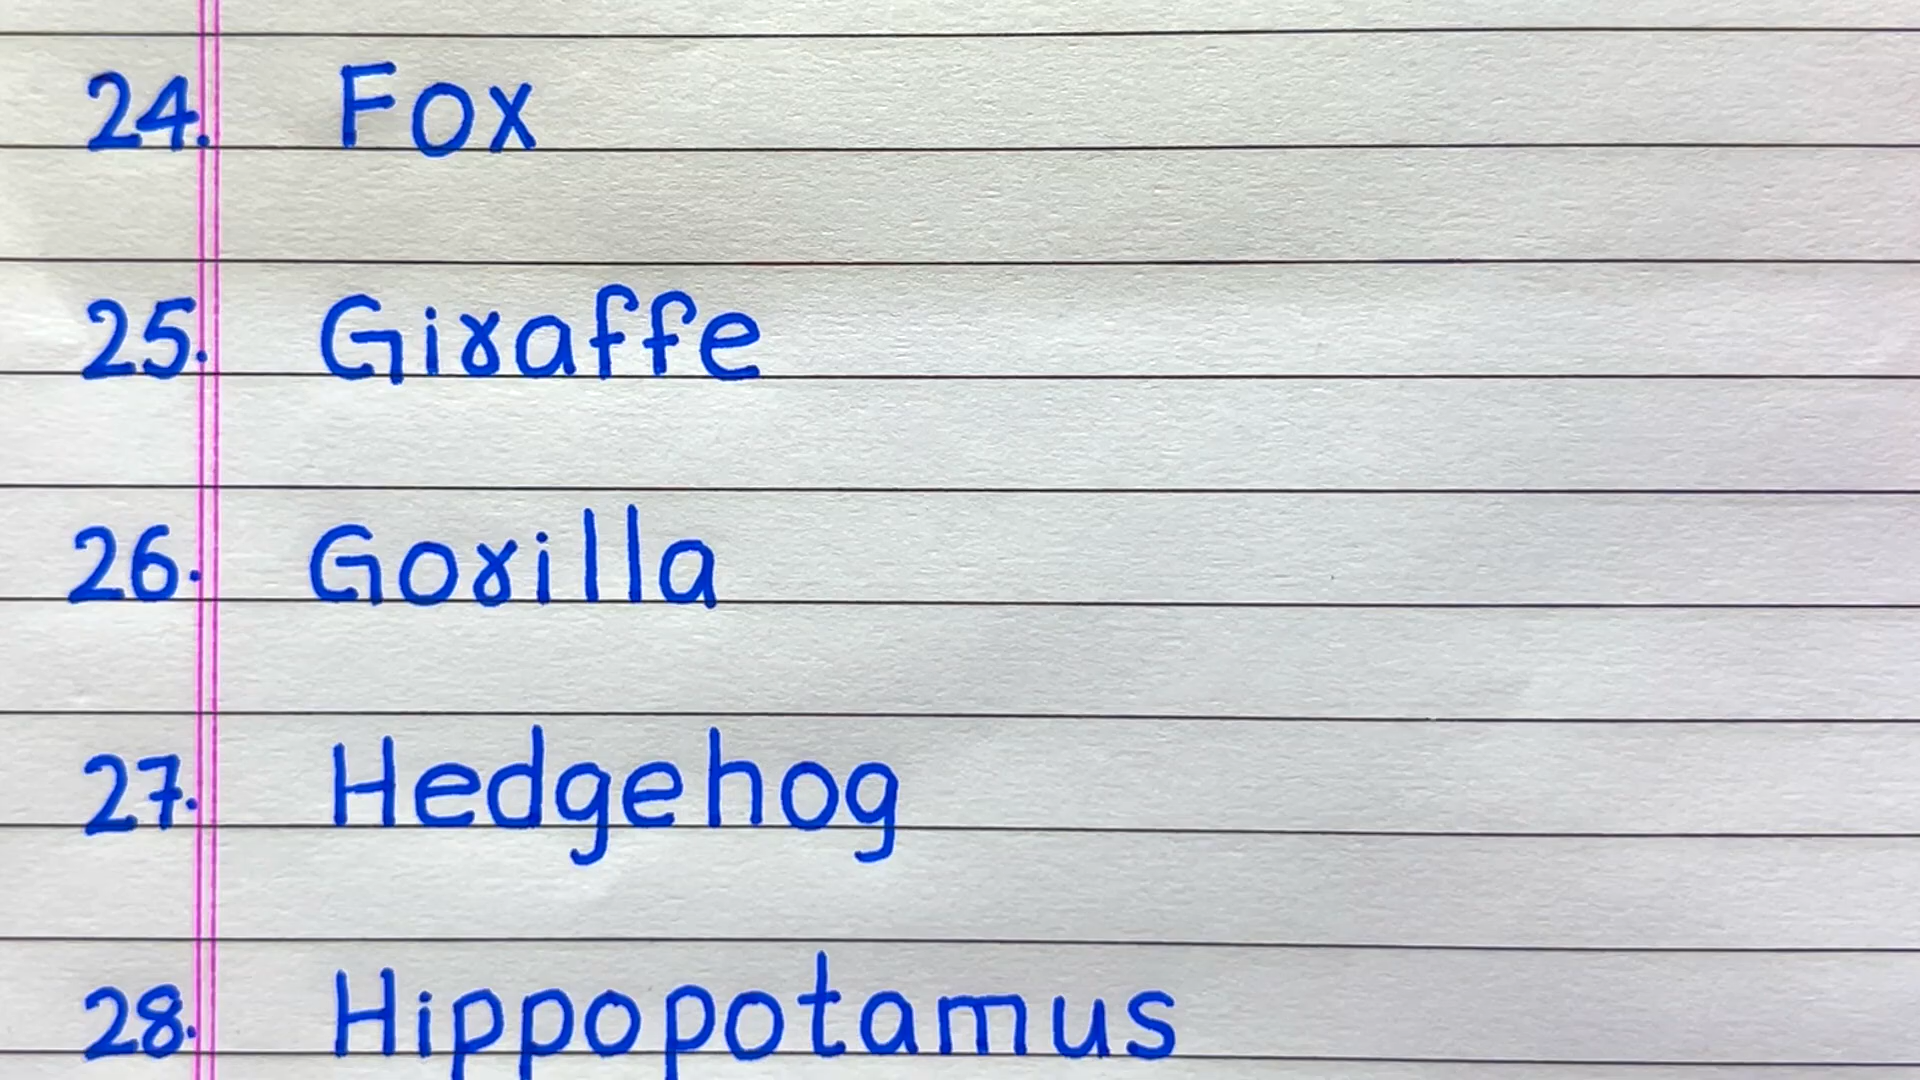 24. Fox
25. Giraffe
26. Gorilla
27. Hedgehog
28. Hippopotamus